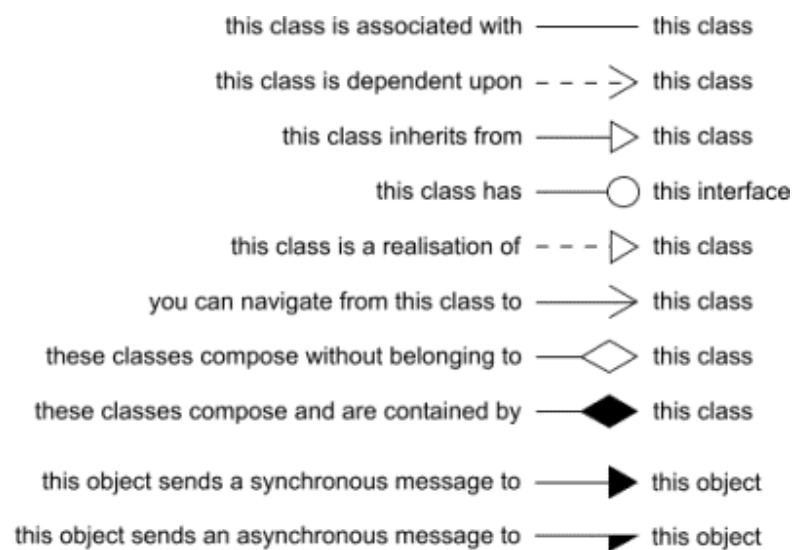 this class is associated with this class
this class is dependent upon this class
this class inherits from this class
this class has this interface
this class is a realisation of this class
you can navigate from this class to this class
these classes compose without belonging to this class
these classes compose and are contained by this class
this object sends a synchronous message to this object
this object sends an asynchronous message to this object